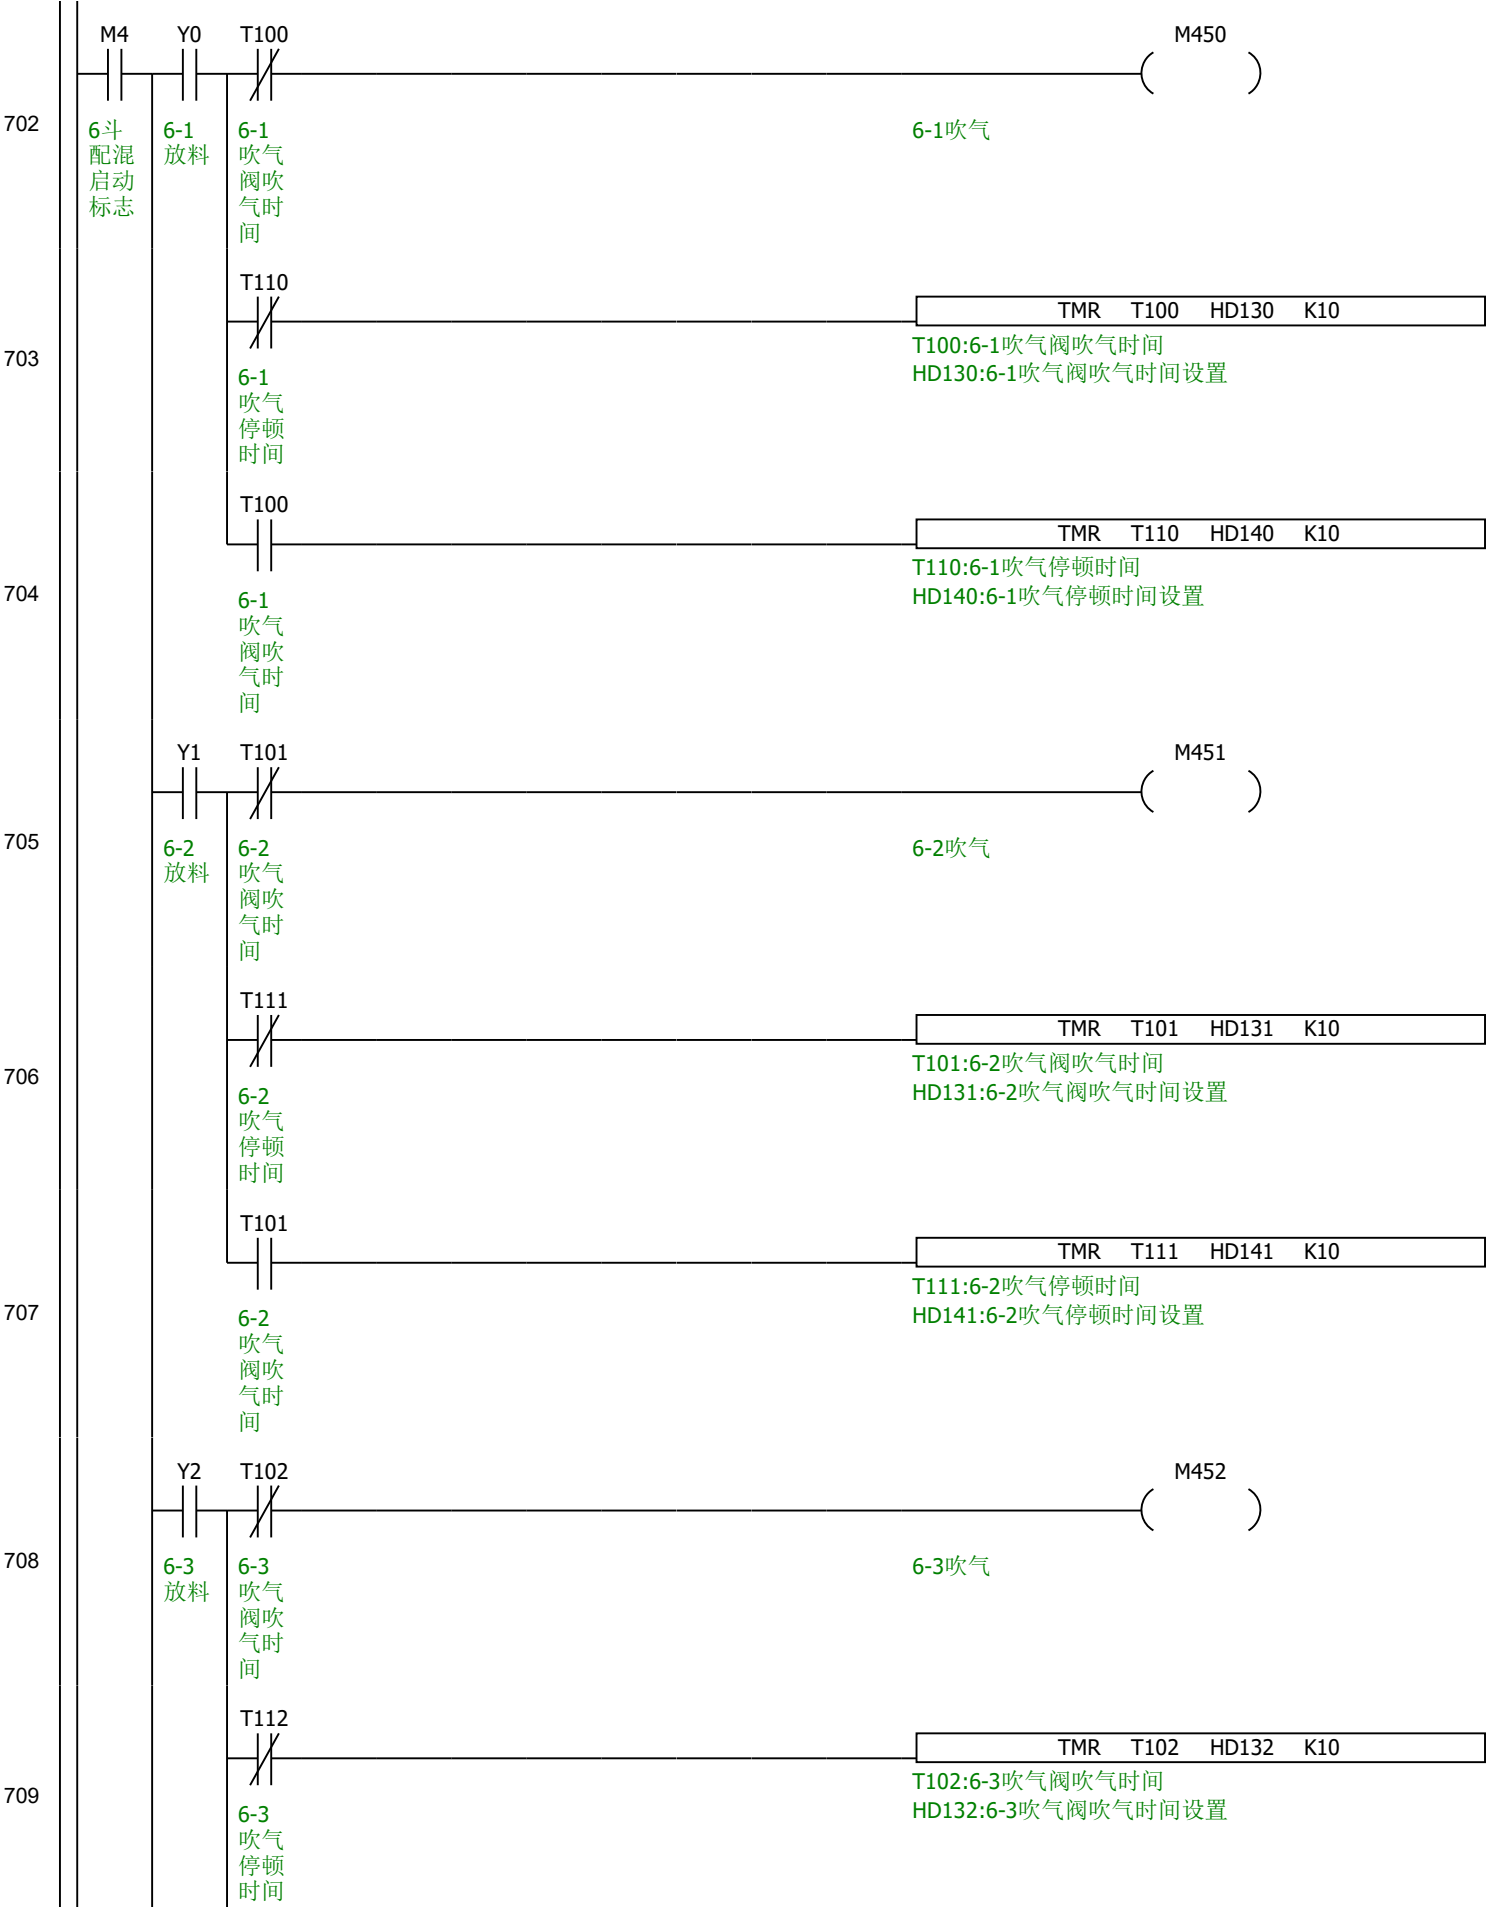 M4 Y0 T100 M450
702
6斗
配混
启动
标志
6-1
放料
6-1
吹气
阀吹
气时
间
6-1吹气
T110
TMR T100 HD130 K10
703
T100:6-1吹气阀吹气时间
HD130:6-1吹气阀吹气时间设置
6-1
吹气
停顿
时间
T100
TMR T110 HD140 K10
704
T110:6-1吹气停顿时间
HD140:6-1吹气停顿时间设置
6-1
吹气
阀吹
气时
间
Y1 T101 M451
705
6-2
放料
6-2
吹气
阀吹
气时
间
6-2吹气
T111
TMR T101 HD131 K10
706
T101:6-2吹气阀吹气时间
HD131:6-2吹气阀吹气时间设置
6-2
吹气
停顿
时间
T101
TMR T111 HD141 K10
707
T111:6-2吹气停顿时间
HD141:6-2吹气停顿时间设置
6-2
吹气
阀吹
气时
间
Y2 T102 M452
708
6-3
放料
6-3
吹气
阀吹
气时
间
6-3吹气
T112
TMR T102 HD132 K10
709
T102:6-3吹气阀吹气时间
HD132:6-3吹气阀吹气时间设置
6-3
吹气
停顿
时间